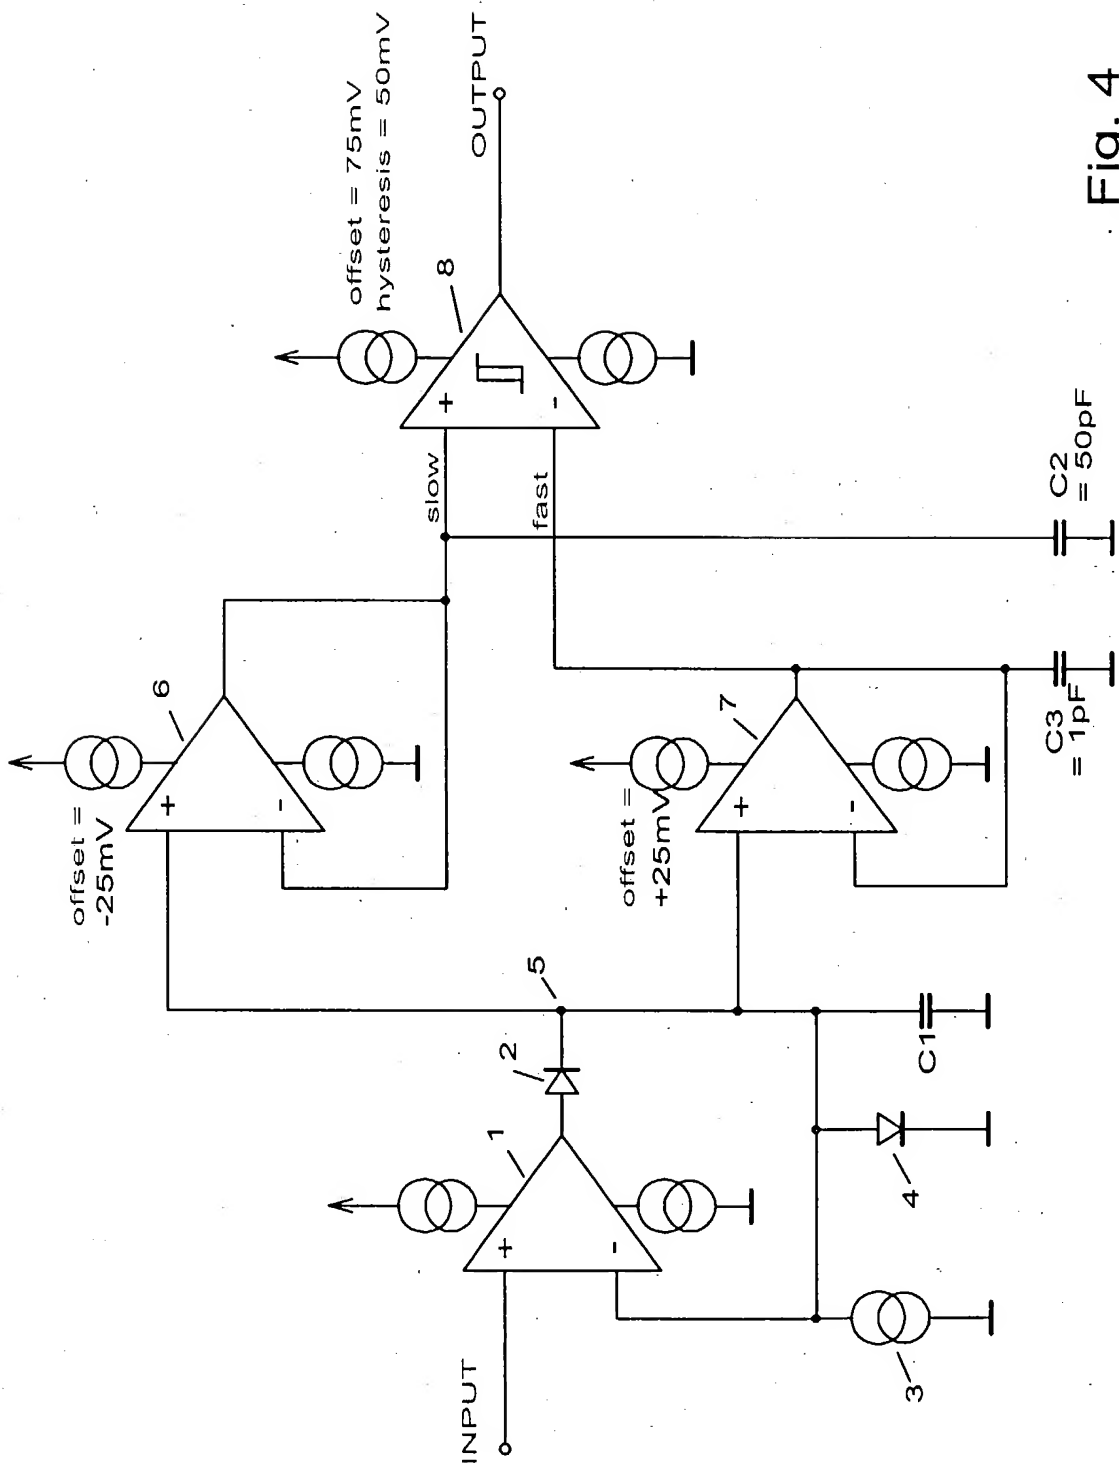 INPUT
+
-
1
2
3
4
5
C1
offset =
-25mV
+
-
6
offset =
+25mV
+
-
7
C3
= 1pF
C2
= 50pF
slow
fast
+
-
8
offset = 75mV
hysteresis = 50mV
OUTPUT
Fig. 4